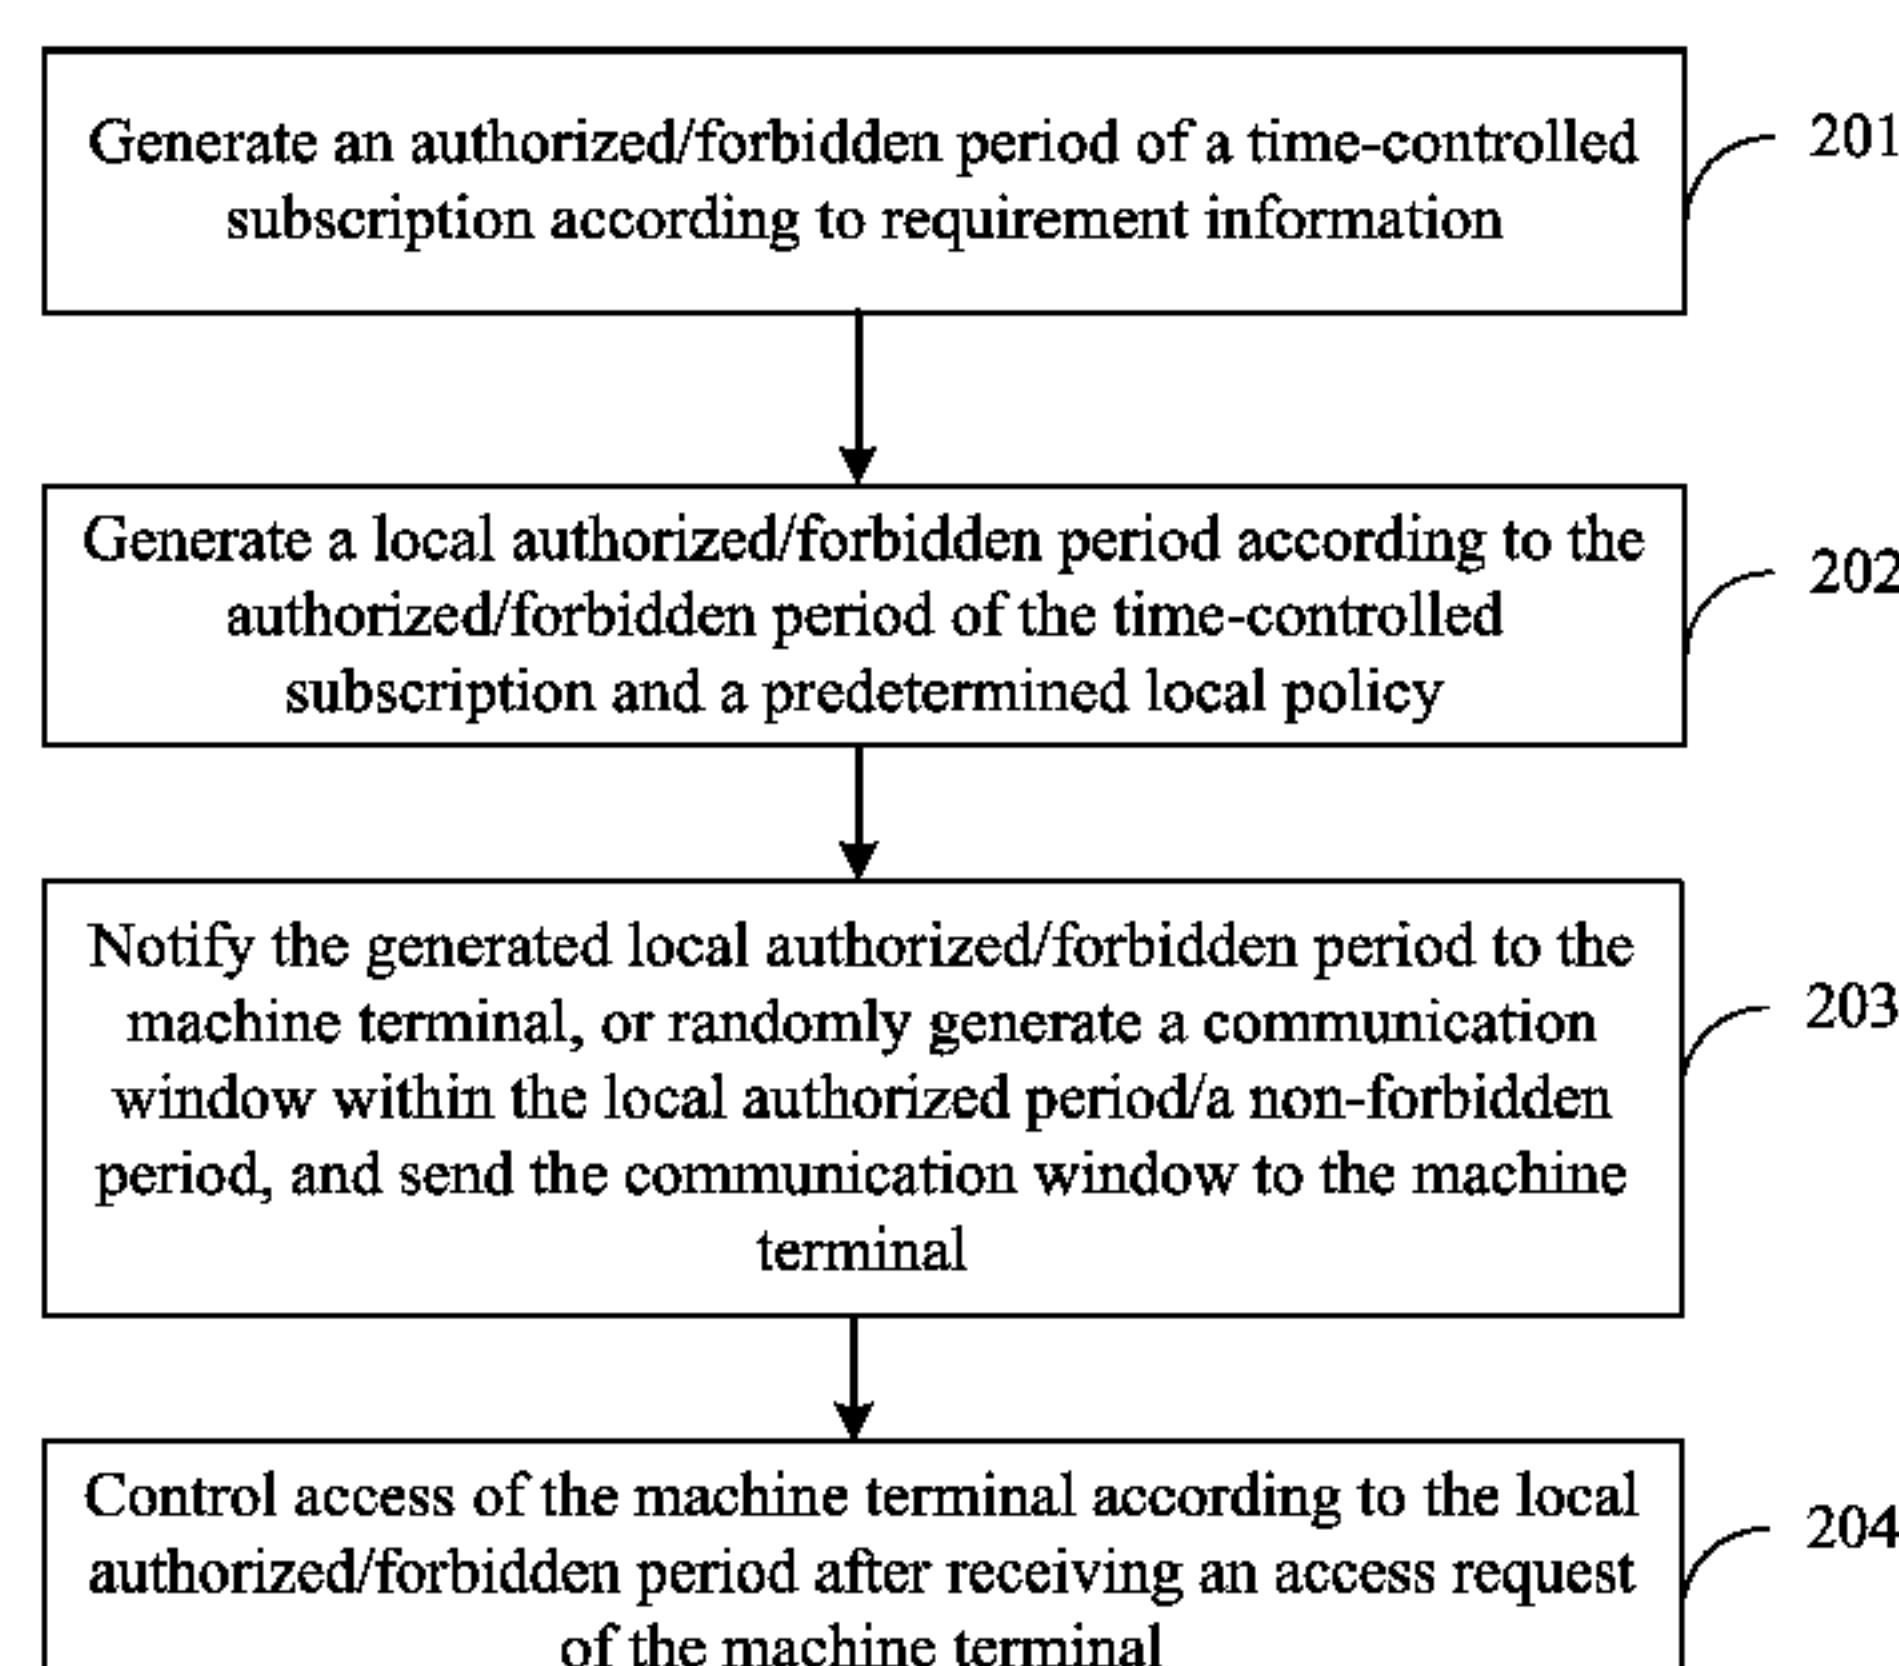 Generate an authorized/forbidden period of a time-controlled
subscription according to requirement information
201
Generate a local authorized/forbidden period according to the
authorized/forbidden period of the time-controlled
subscription and a predetermined local policy
202
Notify the generated local authorized/forbidden period to the
machine terminal, or randomly generate a communication
window within the local authorized period/a non-forbidden
period, and send the communication window to the machine
terminal
203
Control access of the machine terminal according to the local
authorized/forbidden period after receiving an access request
of the machine terminal
204